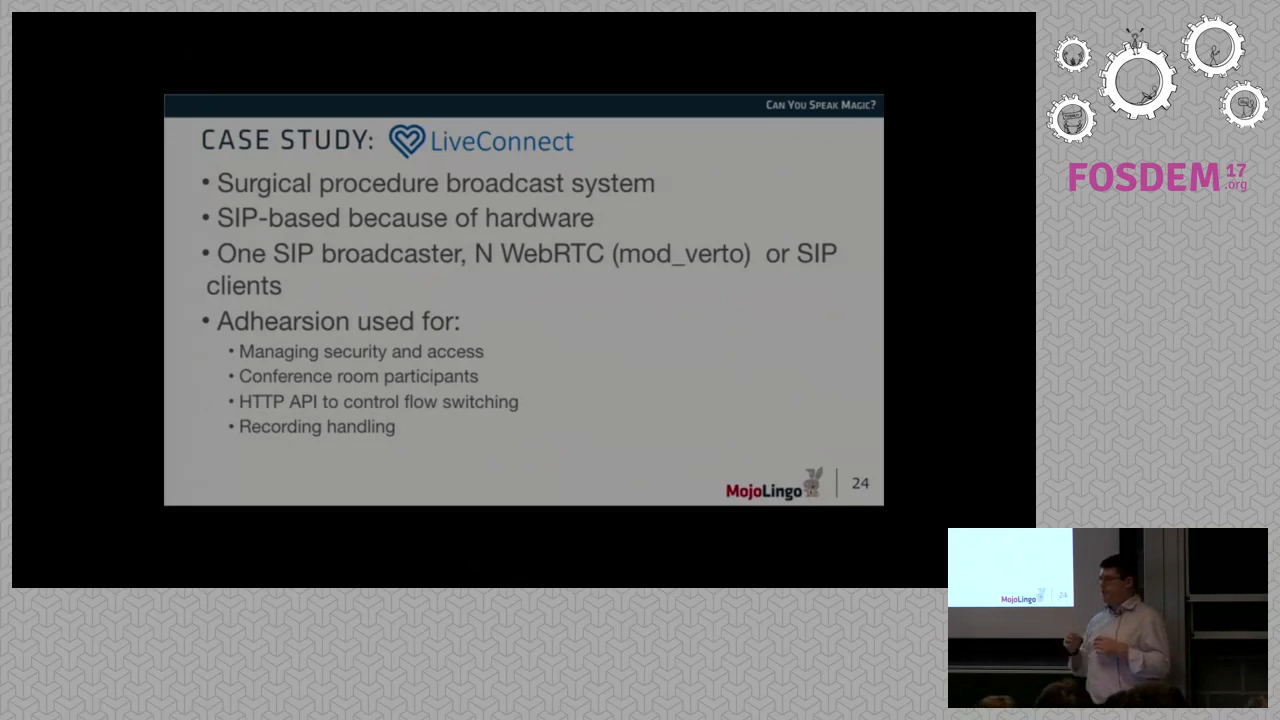 CAN YOU SPEAK MAGIC?
CASE STUDY: LiveConnect
• Surgical procedure broadcast system
• SIP-based because of hardware
• One SIP broadcaster, N WebRTC (mod_verto) or SIP
clients
• Adhearsion used for:
• Managing security and access
• Conference room participants
• HTTP API to control flow switching
• Recording handling
MojoLingo 24
FOSDEM 17
.org
MojoLingo 24